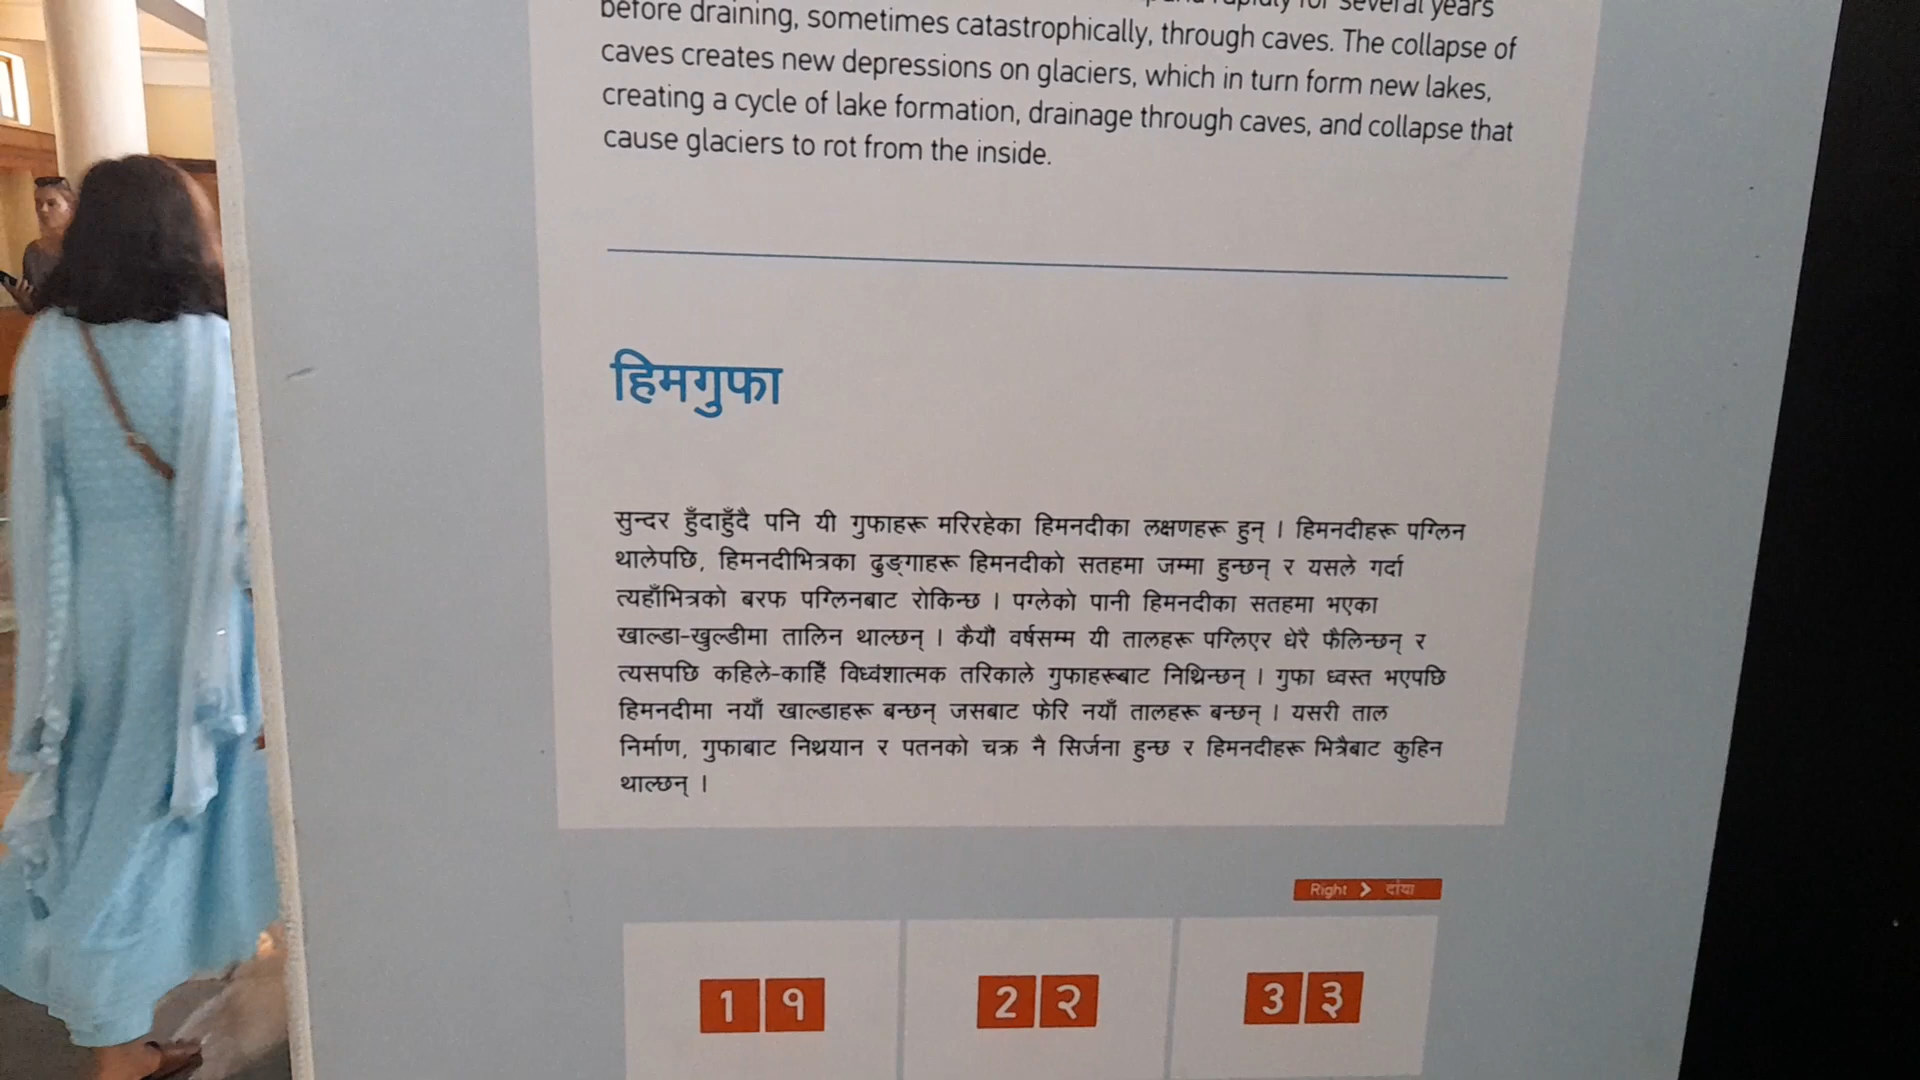 rapidly for several years
before draining, sometimes catastrophically, through caves. The collapse of
caves creates new depressions on glaciers, which in turn form new lakes,
creating a cycle of lake formation, drainage through caves, and collapse that
cause glaciers to rot from the inside.
हिमगुफा
सुन्दर हुँदाहुँदै पनि यी गुफाहरू मरिरहेका हिमनदीका लक्षणहरू हुन् । हिमनदीहरू पग्लिन
थालेपछि, हिमनदीभित्रका ढुङ्गाहरू हिमनदीको सतहमा जम्मा हुन्छन् र यसले गर्दा
त्यहाँभित्रको बरफ पग्लिनबाट रोकिन्छ । पग्लेको पानी हिमनदीका सतहमा भएका
खाल्डा-खुल्डीमा तालिन थाल्छन् । कैयौं वर्षसम्म यी तालहरू पग्लिएर धेरै फैलिन्छन् र
त्यसपछि कहिले-काहिँ विध्वंशात्मक तरिकाले गुफाहरूबाट निथ्रिन्छन् । गुफा ध्वस्त भएपछि
हिमनदीमा नयाँ खाल्डाहरू बन्छन् जसबाट फेरि नयाँ तालहरू बन्छन् । यसरी ताल
निर्माण, गुफाबाट निथ्रयान र पतनको चक्र नै सिर्जना हुन्छ र हिमनदीहरू भित्रैबाट कुहिन
थाल्छन् ।
Right > दांया
1 १ 2 २ 3 ३